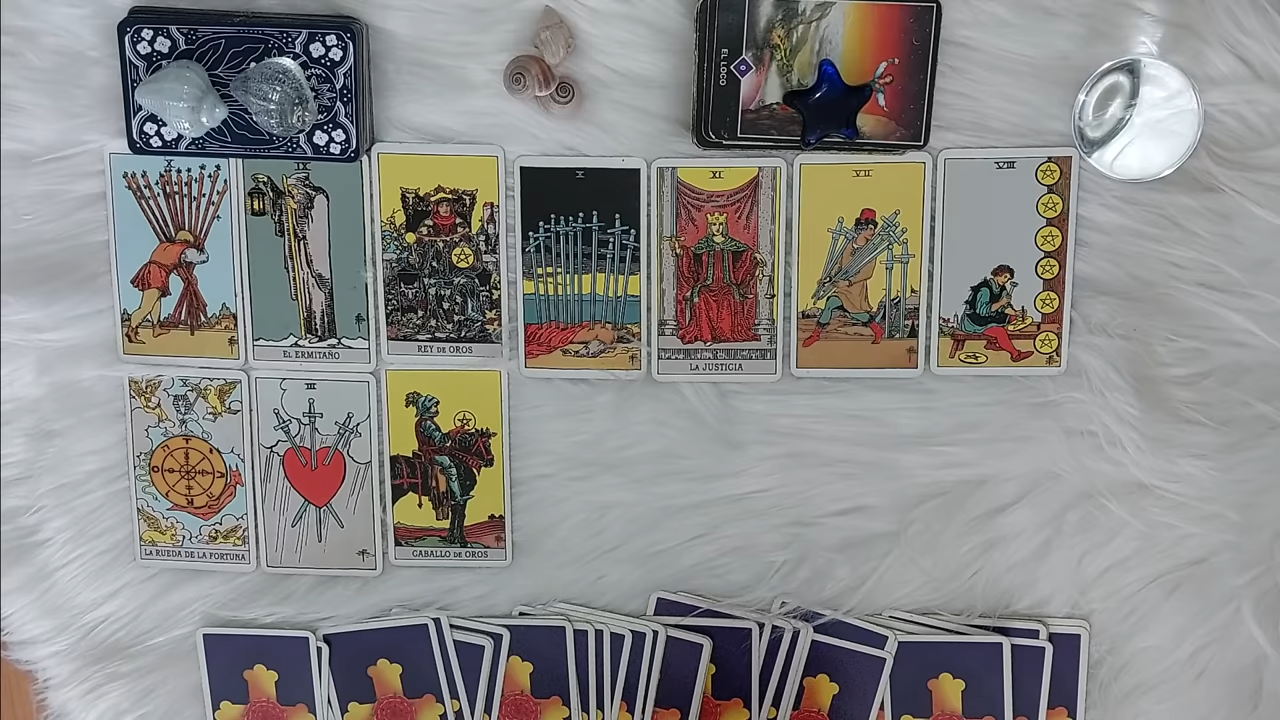 EL LOCO
0
X
IX
X
XI
VII
VIII
EL ERMITAÑO
REY DE OROS
LA JUSTICIA
X
III
LA RUEDA DE LA FORTUNA
CABALLO DE OROS